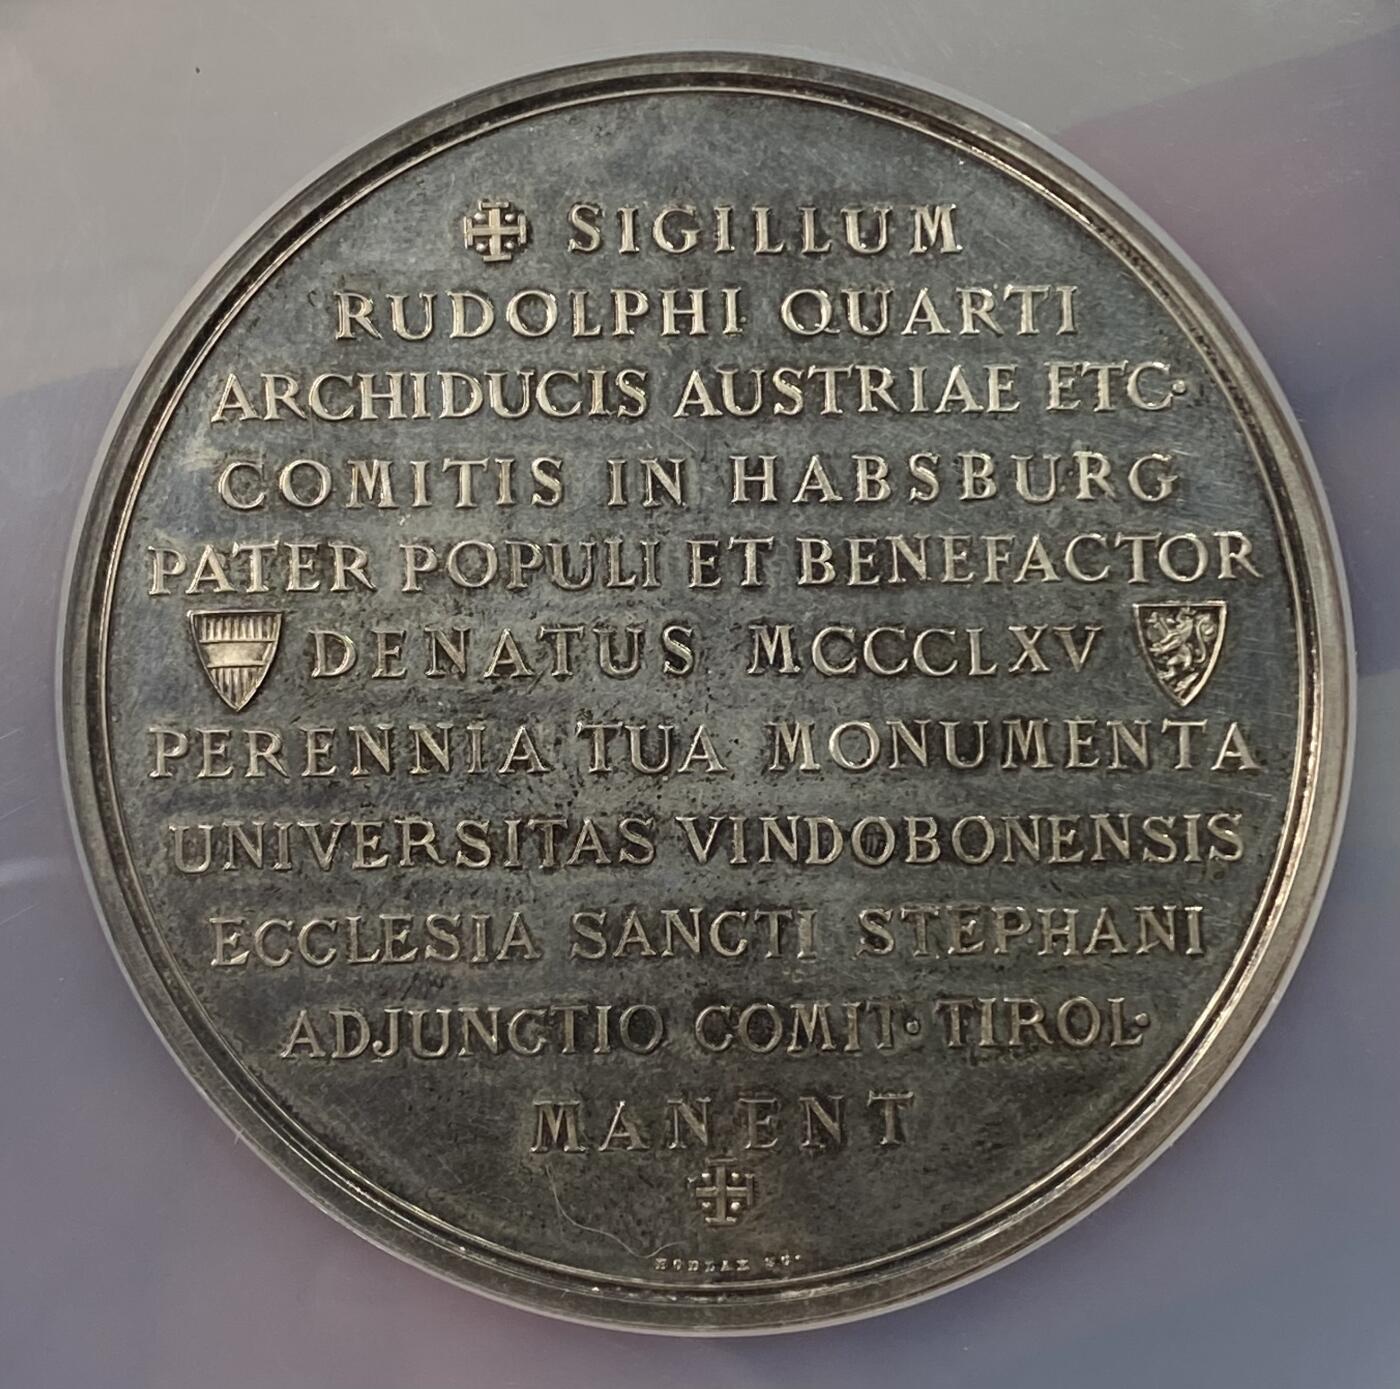 SIGILLUM
RUDOLPHI QUARTI
ARCHIDUCIS AUSTRIAE ETC·
COMITIS IN HABSBURG
PATER POPULI ET BENEFACTOR
DENATUS MCCCLXV
PERENNIA TUA MONUMENTA
UNIVERSITAS VINDOBONENSIS
ECCLESIA SANCTI STEPHANI
ADJUNCTIO COMIT· TIROL·
MANENT